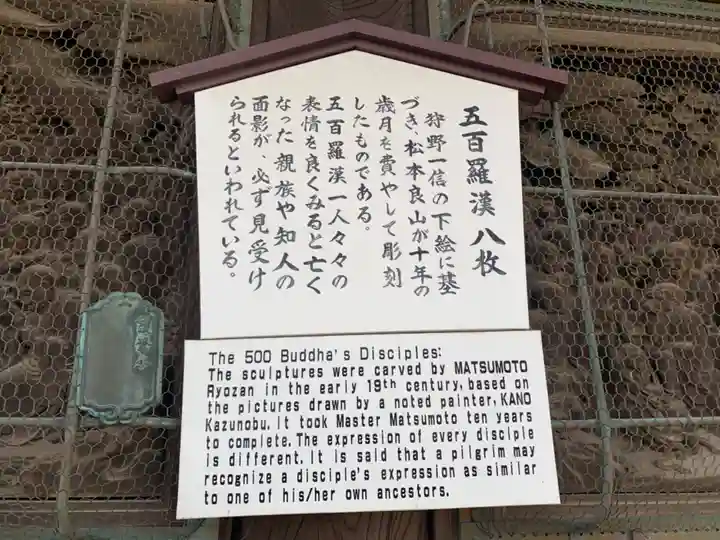 五百羅漢八枚
狩野一信の下絵に基
づき、松本良山が十年の
歳月を費やして彫刻
したものである。
五百羅漢一人々々の
表情を良くみると亡く
なった親族や知人の
面影が、必ず見受け
られるといわれている。
The 500 Buddha's Disciples:
The sculptures were carved by MATSUMOTO
Ryozan in the early 19th century, based on
the pictures drawn by a noted painter, KANO
Kazunobu. it took Master Matsumoto ten years
to complete. The expression of every disciple
is different. It is said that a pilgrim may
recognize a disciple's expression as similar
to one of his/her own ancestors.